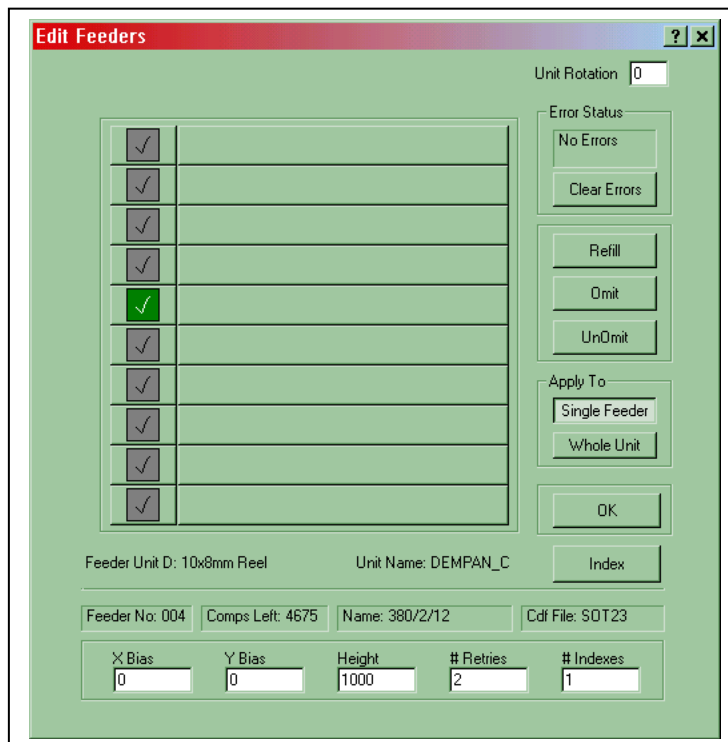 Edit Feeders
Unit Rotation 0
Error Status
No Errors
Clear Errors
Refill
Omit
UnOmit
Apply To
Single Feeder
Whole Unit
OK
Feeder Unit D: 10x8mm Reel Unit Name: DEMPAN_C Index
Feeder No: 004 Comps Left: 4675 Name: 380/2/12 Cdf File: SOT23
X Bias Y Bias Height # Retries # Indexes
0 0 1000 2 1